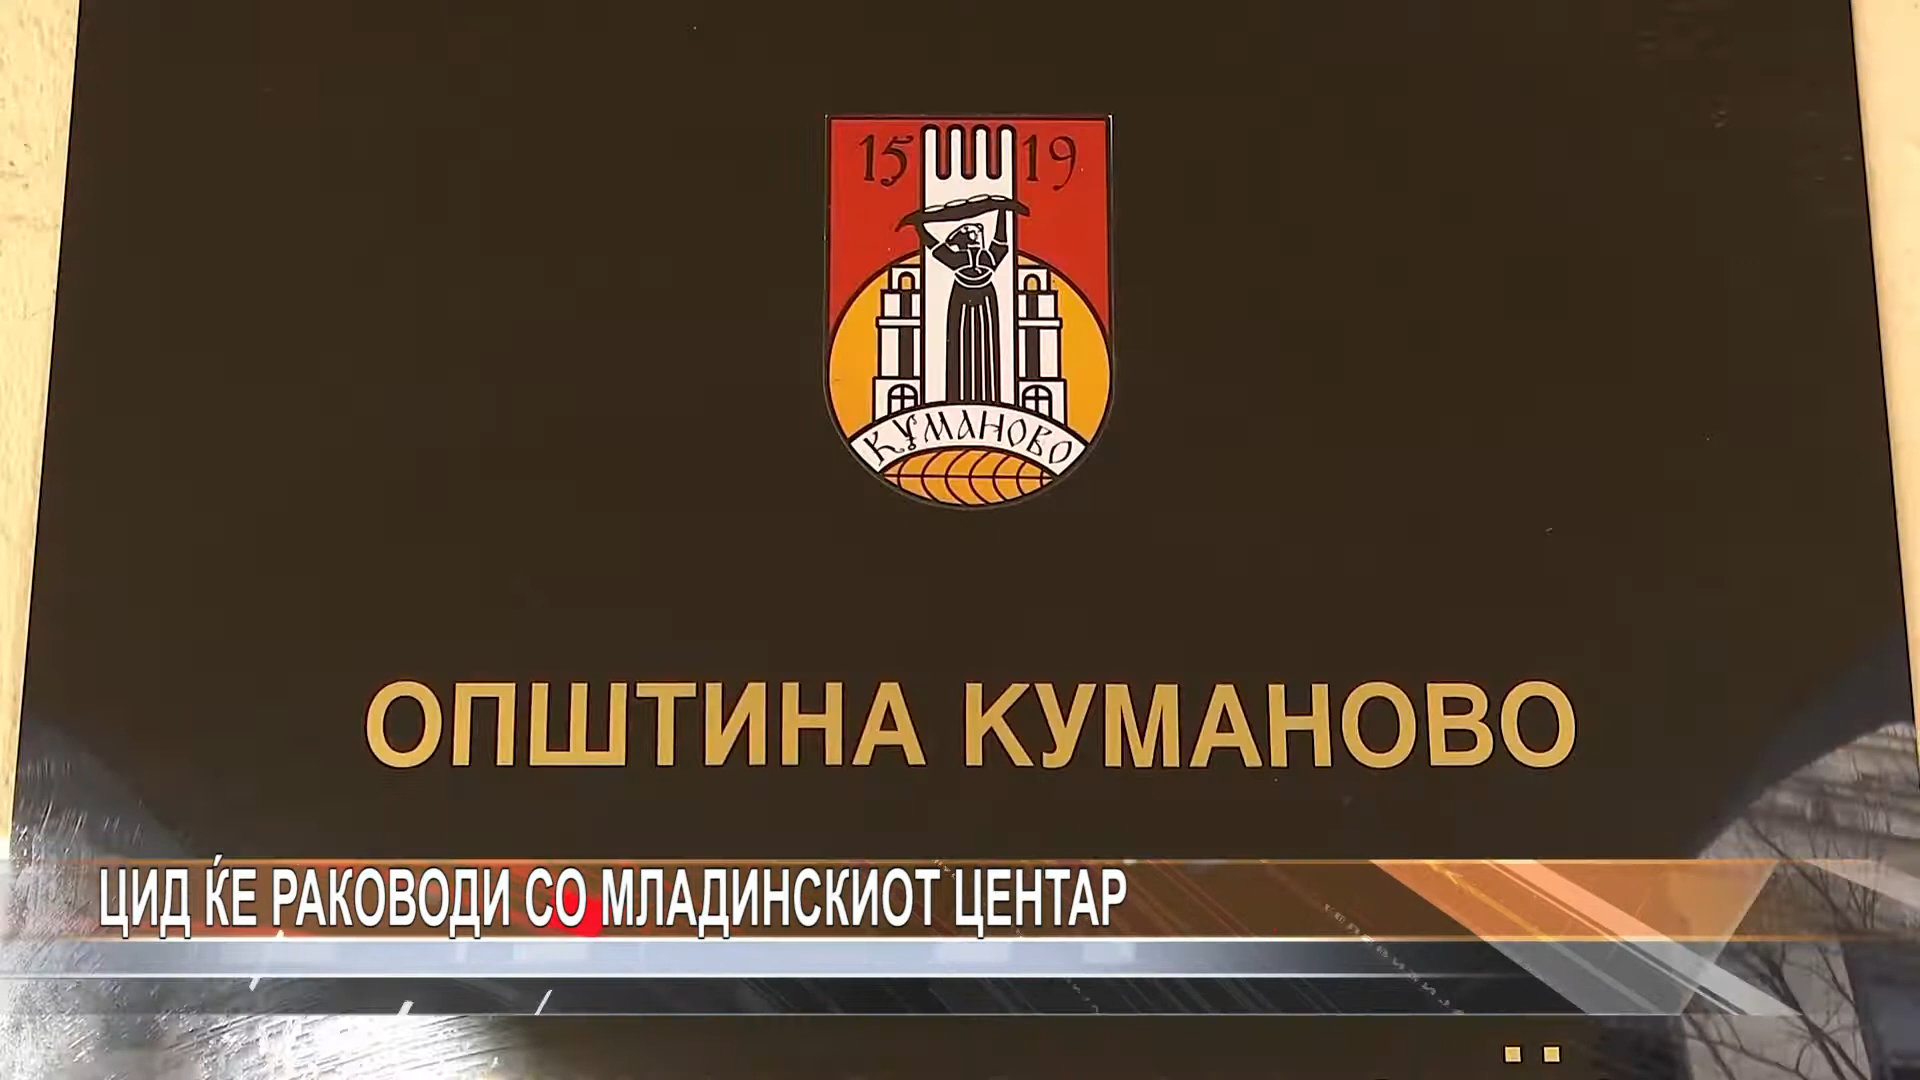 15 19
КУМАНОВО
ОПШТИНА КУМАНОВО
ЦИД ЌЕ РАКОВОДИ СО МЛАДИНСКИОТ ЦЕНТАР